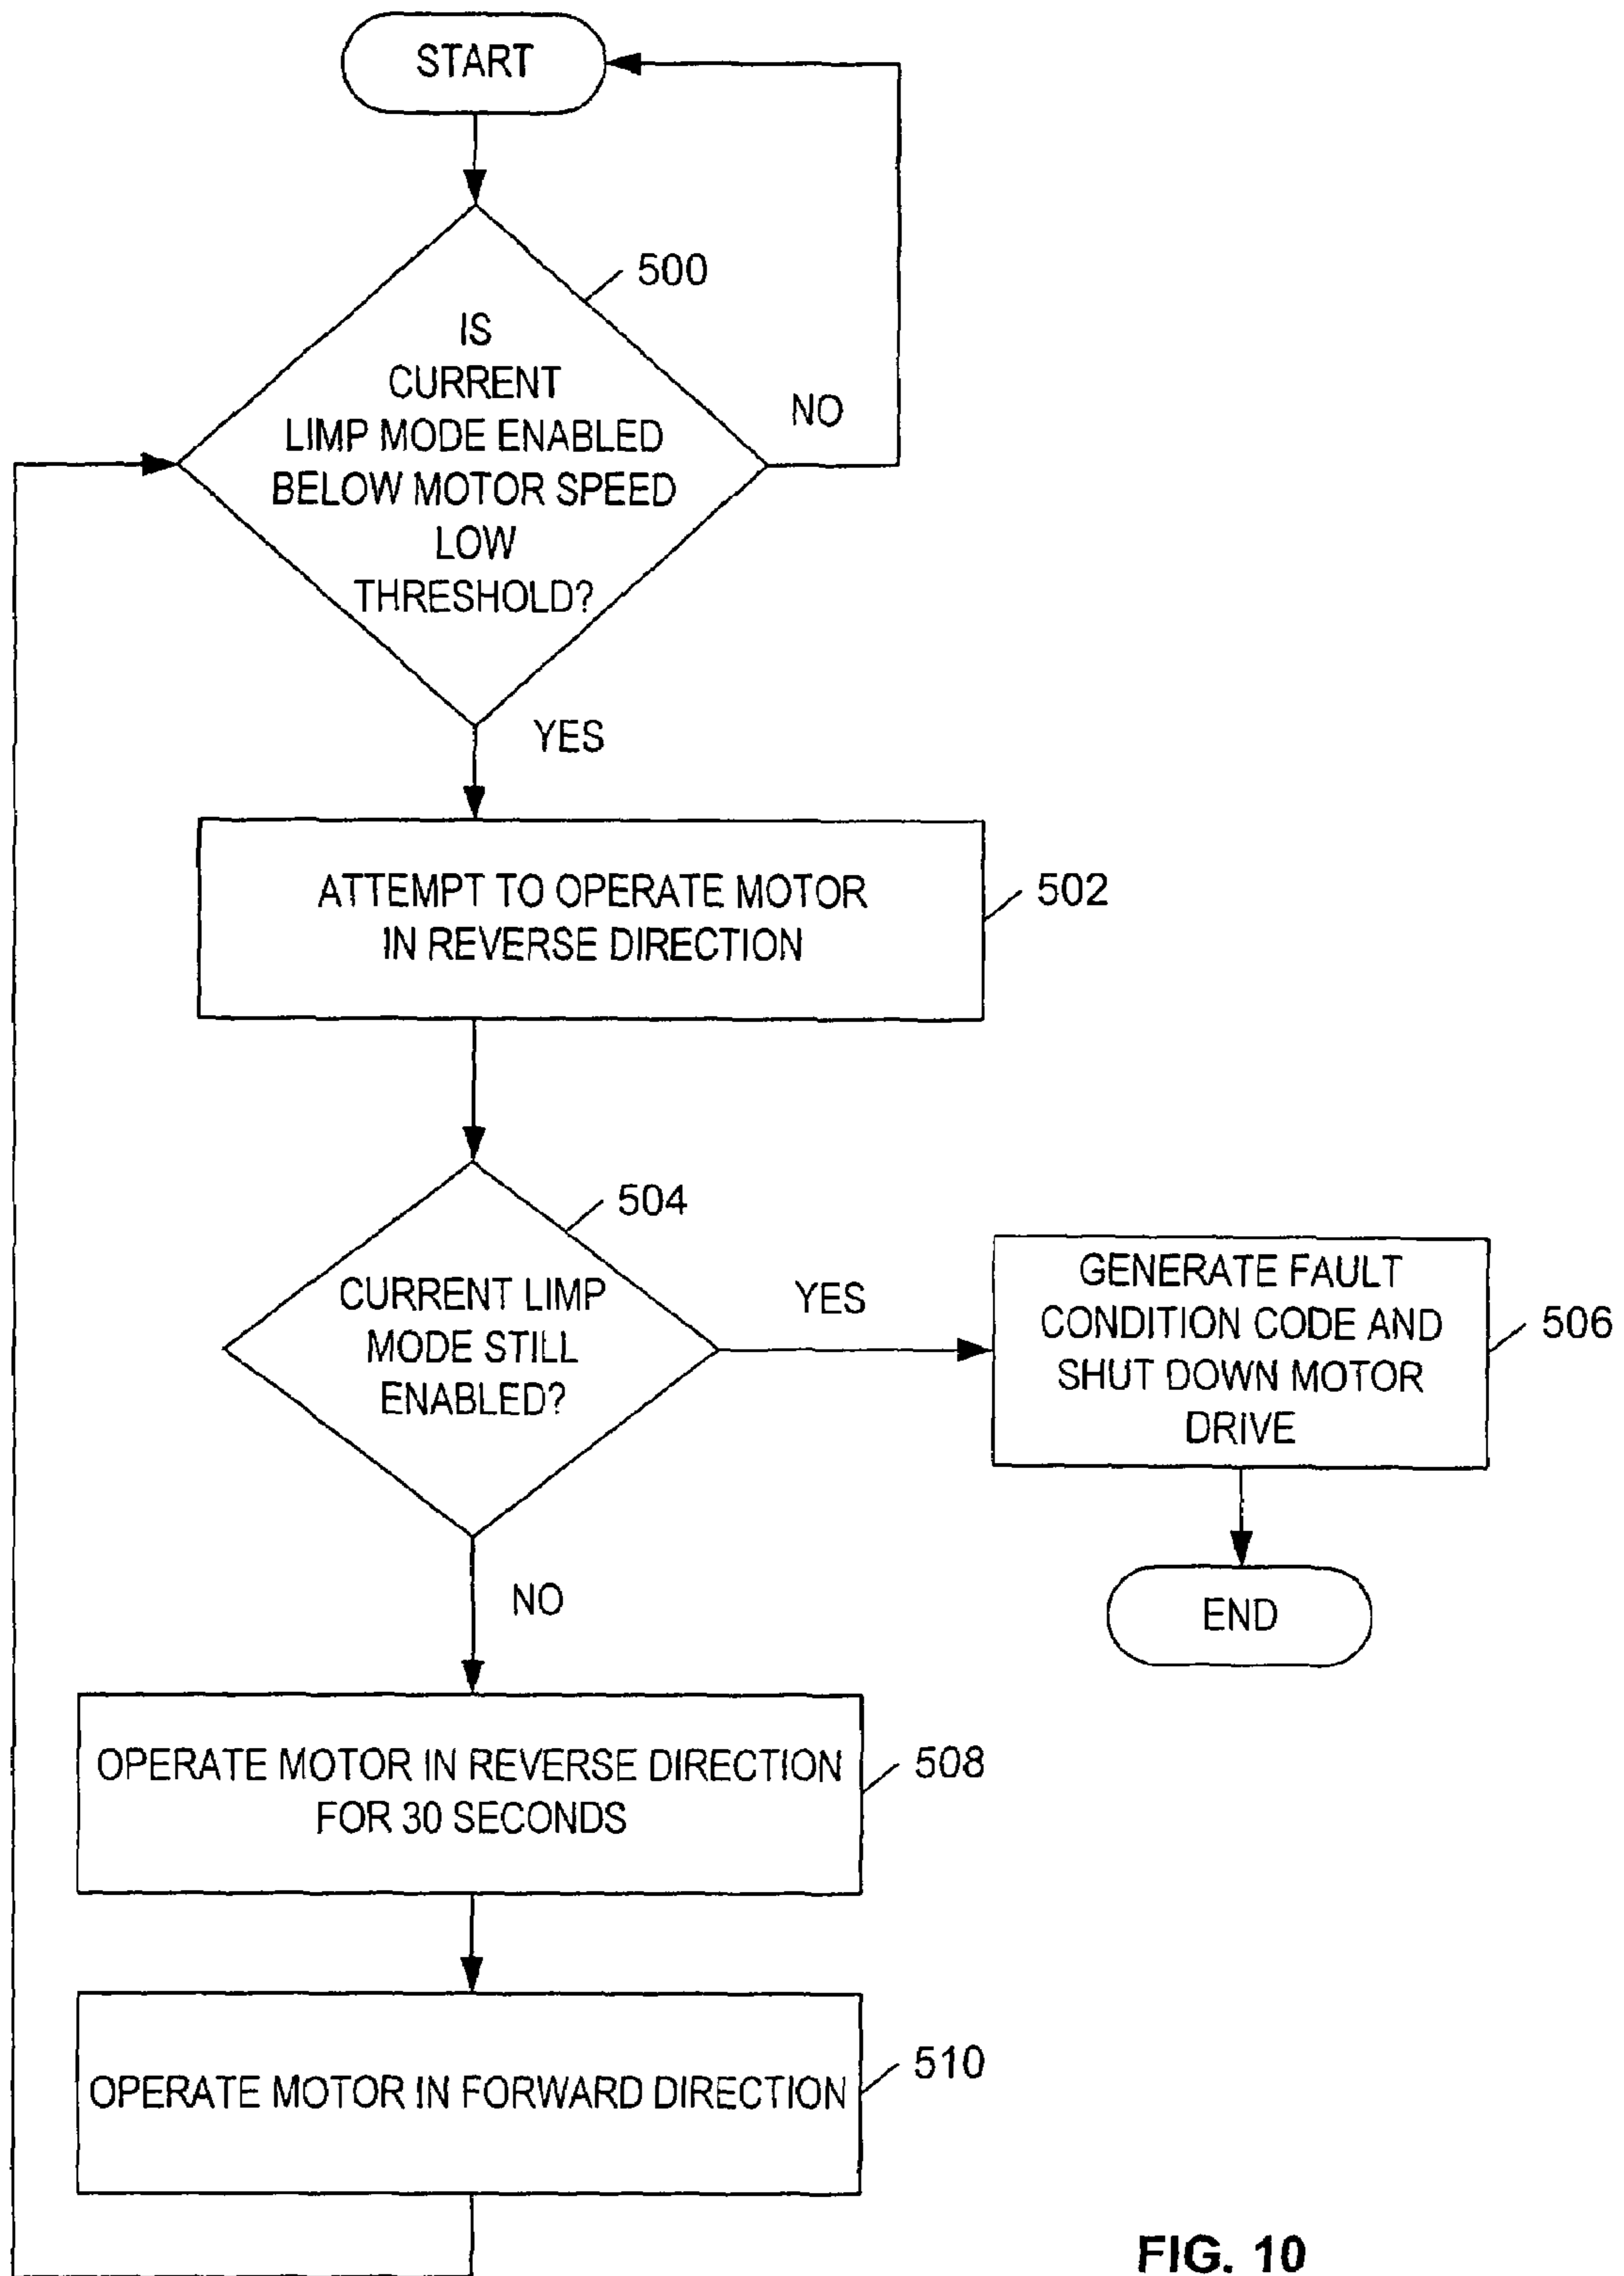 START
500
IS
CURRENT
LIMP MODE ENABLED
BELOW MOTOR SPEED
LOW
THRESHOLD?
NO
YES
ATTEMPT TO OPERATE MOTOR
IN REVERSE DIRECTION
502
504
CURRENT LIMP
MODE STILL
ENABLED?
YES
GENERATE FAULT
CONDITION CODE AND
SHUT DOWN MOTOR
DRIVE
506
END
NO
OPERATE MOTOR IN REVERSE DIRECTION
FOR 30 SECONDS
508
OPERATE MOTOR IN FORWARD DIRECTION
510
FIG. 10